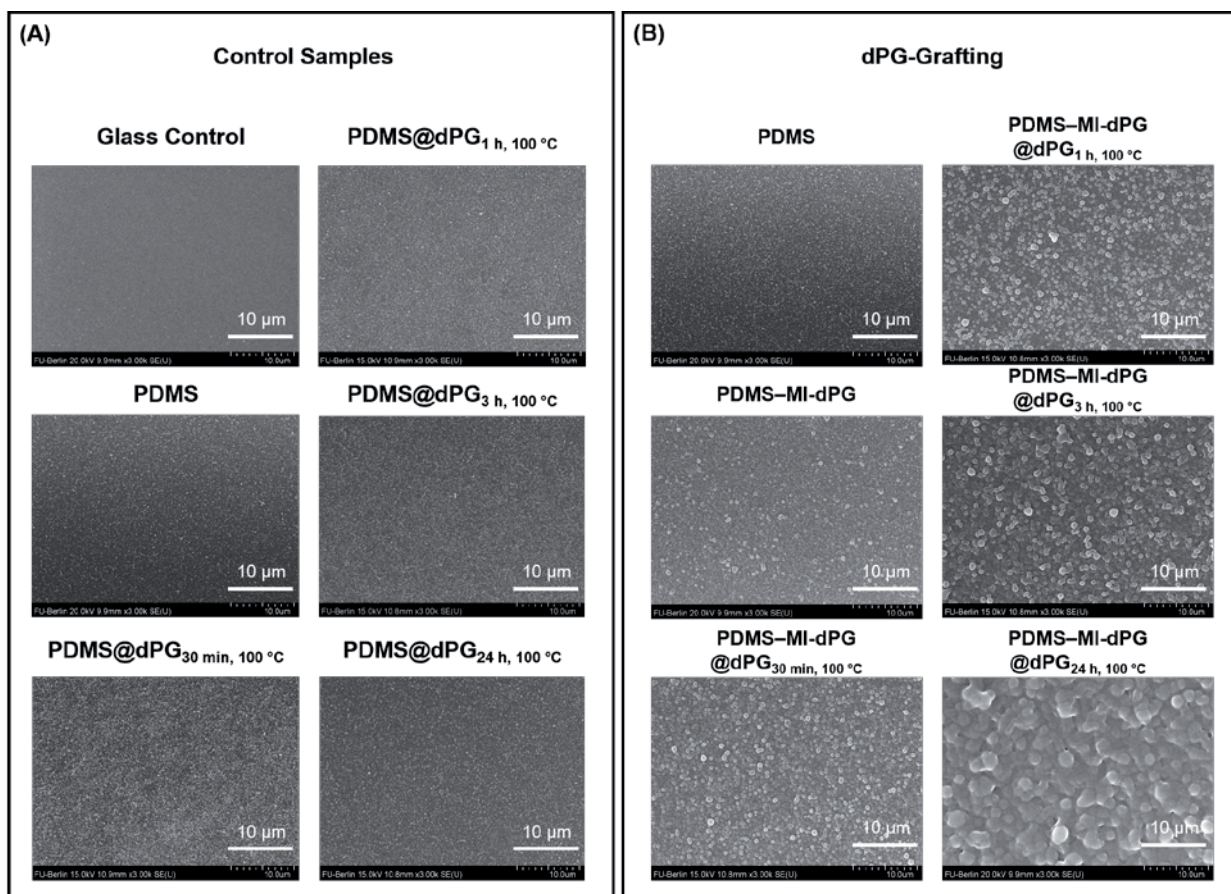 (A)
Control Samples
Glass Control
10 µm
FU-Berlin 20.0kV 9.9mm x3.00k SE(U)
10.0um
PDMS@dPG1 h, 100 °C
10 µm
FU-Berlin 15.0kV 10.9mm x3.00k SE(U)
10.0um
PDMS
10 µm
FU-Berlin 20.0kV 9.9mm x3.00k SE(U)
10.0um
PDMS@dPG3 h, 100 °C
10 µm
FU-Berlin 15.0kV 10.8mm x3.00k SE(U)
10.0um
PDMS@dPG30 min, 100 °C
10 µm
FU-Berlin 15.0kV 10.9mm x3.00k SE(U)
10.0um
PDMS@dPG24 h, 100 °C
10 µm
FU-Berlin 15.0kV 10.8mm x3.00k SE(U)
10.0um
(B)
dPG-Grafting
PDMS
10 µm
FU-Berlin 20.0kV 9.9mm x3.00k SE(U)
10.0um
PDMS–MI-dPG
@dPG1 h, 100 °C
10 µm
FU-Berlin 15.0kV 10.8mm x3.00k SE(U)
10.0um
PDMS–MI-dPG
10 µm
FU-Berlin 20.0kV 9.9mm x3.00k SE(U)
10.0um
PDMS–MI-dPG
@dPG3 h, 100 °C
10 µm
FU-Berlin 15.0kV 10.8mm x3.00k SE(U)
10.0um
PDMS–MI-dPG
@dPG30 min, 100 °C
10 µm
FU-Berlin 15.0kV 10.8mm x3.00k SE(U)
10.0um
PDMS–MI-dPG
@dPG24 h, 100 °C
10 µm
FU-Berlin 20.0kV 9.9mm x3.00k SE(U)
10.0um